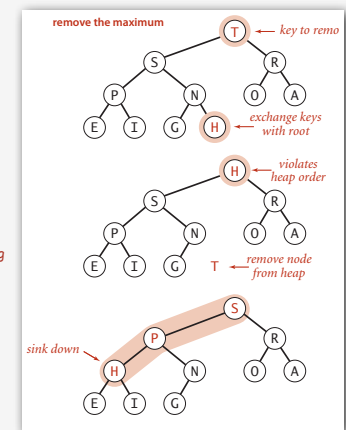 remove the maximum
T
key to remo
S R
P N O A
E I G H
exchange keys
with root
H
violates
heap order
S R
P N O A
E I G T
remove node
from heap
g
S
P R
sink down
H N O A
E I G